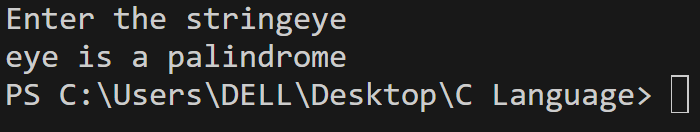 Enter the stringeye
eye is a palindrome
PS C:\Users\DELL\Desktop\C Language>